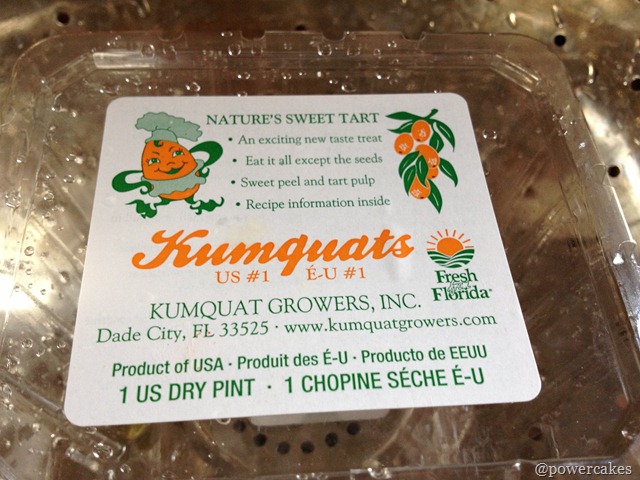 NATURE'S SWEET TART
• An exciting new taste treat
• Eat it all except the seeds
• Sweet peel and tart pulp
• Recipe information inside
Kumquats
US #1 É-U #1
Fresh
from
Florida®
KUMQUAT GROWERS, INC.
Dade City, FL 33525 · www.kumquatgrowers.com
Product of USA · Produit des É-U · Producto de EEUU
1 US DRY PINT · 1 CHOPINE SÉCHE É-U
@powercakes